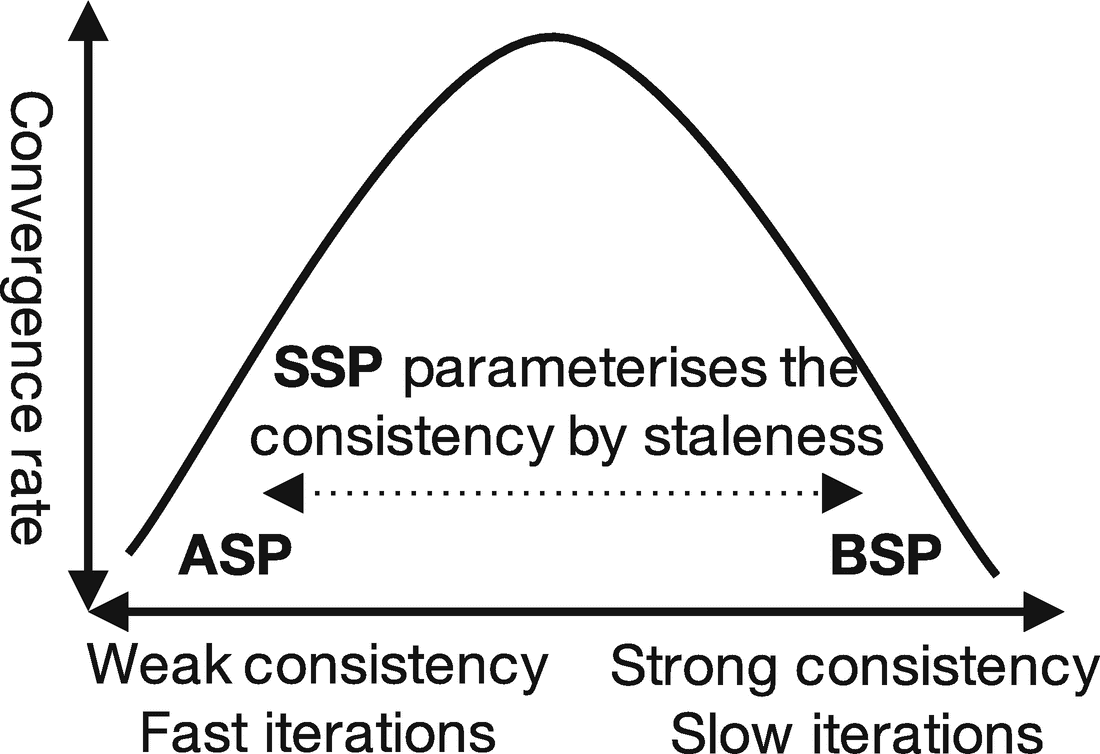 Convergence rate
SSP parameterises the
consistency by staleness
ASP
BSP
Weak consistency
Fast iterations
Strong consistency
Slow iterations